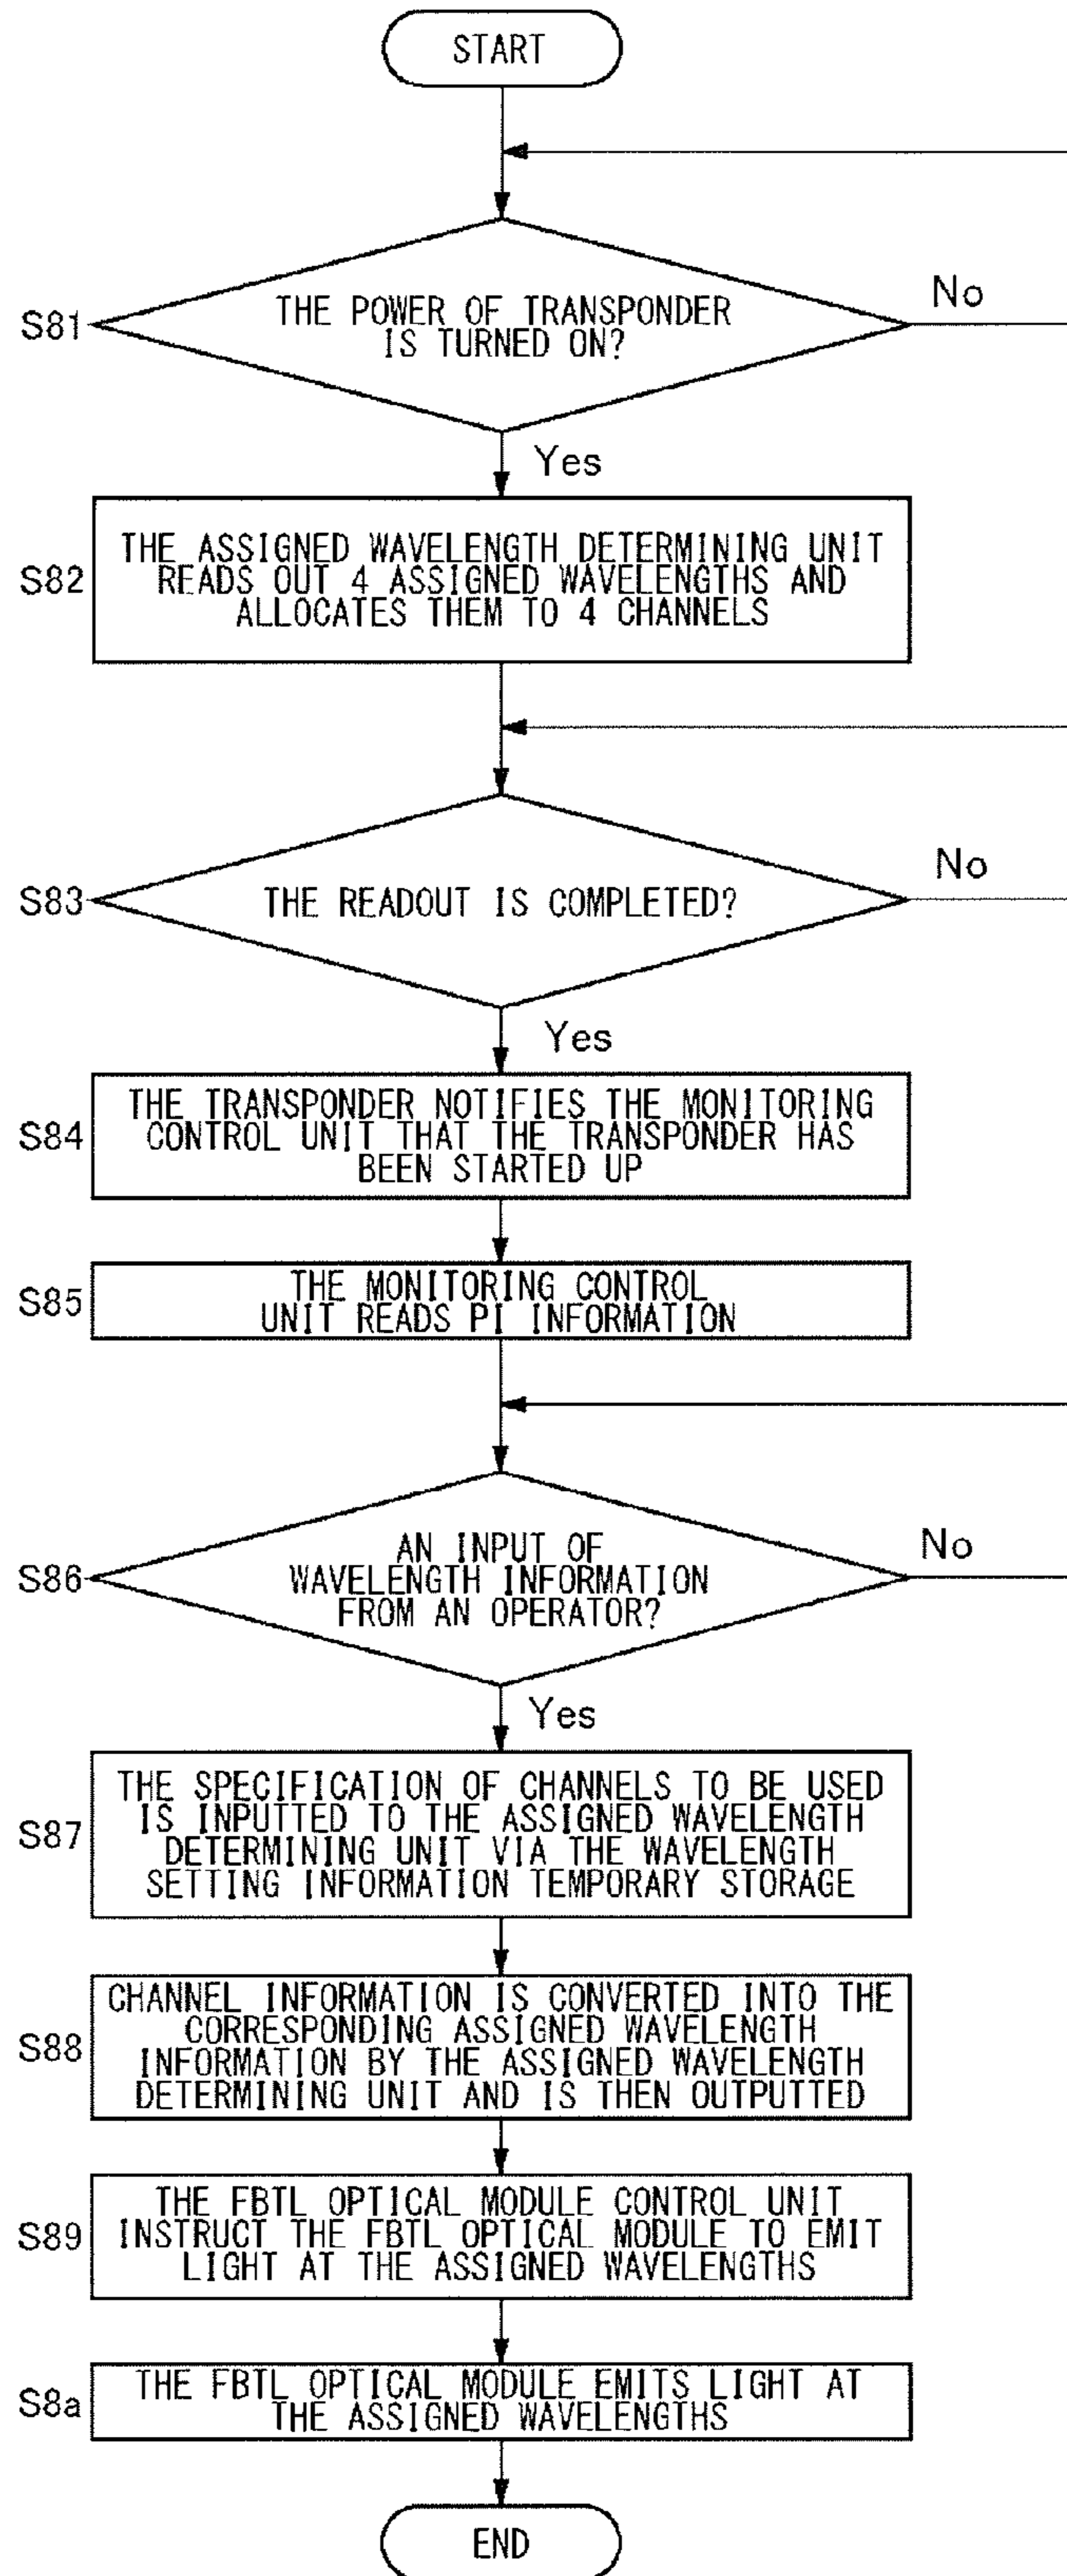 START
S81
THE POWER OF TRANSPONDER
IS TURNED ON?
No
Yes
S82
THE ASSIGNED WAVELENGTH DETERMINING UNIT
READS OUT 4 ASSIGNED WAVELENGTHS AND
ALLOCATES THEM TO 4 CHANNELS
S83
THE READOUT IS COMPLETED?
No
Yes
S84
THE TRANSPONDER NOTIFIES THE MONITORING
CONTROL UNIT THAT THE TRANSPONDER HAS
BEEN STARTED UP
S85
THE MONITORING CONTROL
UNIT READS PI INFORMATION
S86
AN INPUT OF
WAVELENGTH INFORMATION
FROM AN OPERATOR?
No
Yes
S87
THE SPECIFICATION OF CHANNELS TO BE USED
IS INPUTTED TO THE ASSIGNED WAVELENGTH
DETERMINING UNIT VIA THE WAVELENGTH
SETTING INFORMATION TEMPORARY STORAGE
S88
CHANNEL INFORMATION IS CONVERTED INTO THE
CORRESPONDING ASSIGNED WAVELENGTH
INFORMATION BY THE ASSIGNED WAVELENGTH
DETERMINING UNIT AND IS THEN OUTPUTTED
S89
THE FBTL OPTICAL MODULE CONTROL UNIT
INSTRUCT THE FBTL OPTICAL MODULE TO EMIT
LIGHT AT THE ASSIGNED WAVELENGTHS
S8a
THE FBTL OPTICAL MODULE EMITS LIGHT AT
THE ASSIGNED WAVELENGTHS
END